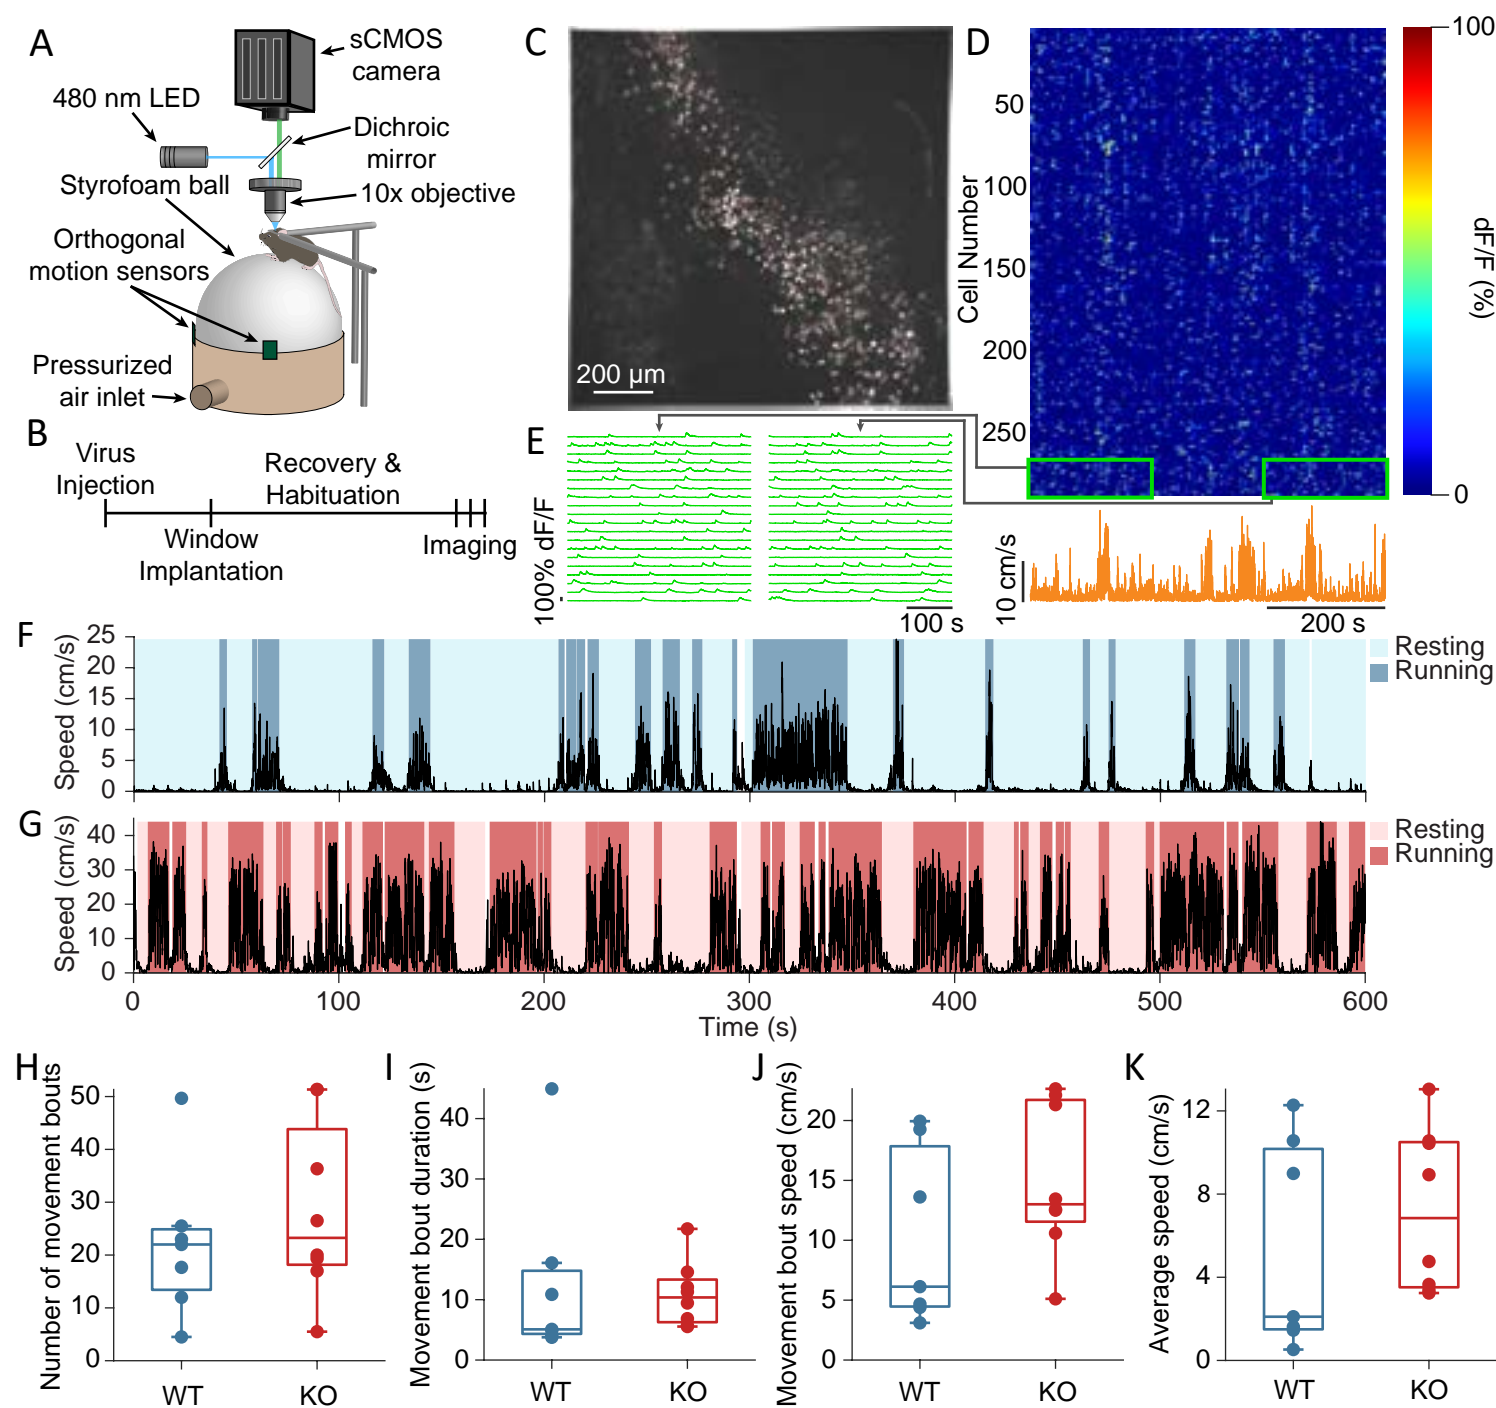 A
sCMOS
camera
480 nm LED
Dichroic
mirror
Styrofoam ball
10x objective
Orthogonal
motion sensors
Pressurized
air inlet
B
Virus
Injection
Recovery &
Habituation
Window
Implantation
Imaging
C
200 µm
D
Cell Number
50
100
150
200
250
100
0
dF/F (%)
10 cm/s
200 s
E
100% dF/F
100 s
F
Speed (cm/s)
25
20
15
10
5
0
Resting
Running
G
Speed (cm/s)
40
30
20
10
0
Resting
Running
0
100
200
300
400
500
600
Time (s)
H
Number of movement bouts
50
40
30
20
10
0
WT
KO
I
Movement bout duration (s)
40
30
20
10
0
WT
KO
J
Movement bout speed (cm/s)
20
15
10
5
0
WT
KO
K
Average speed (cm/s)
12
8
4
0
WT
KO